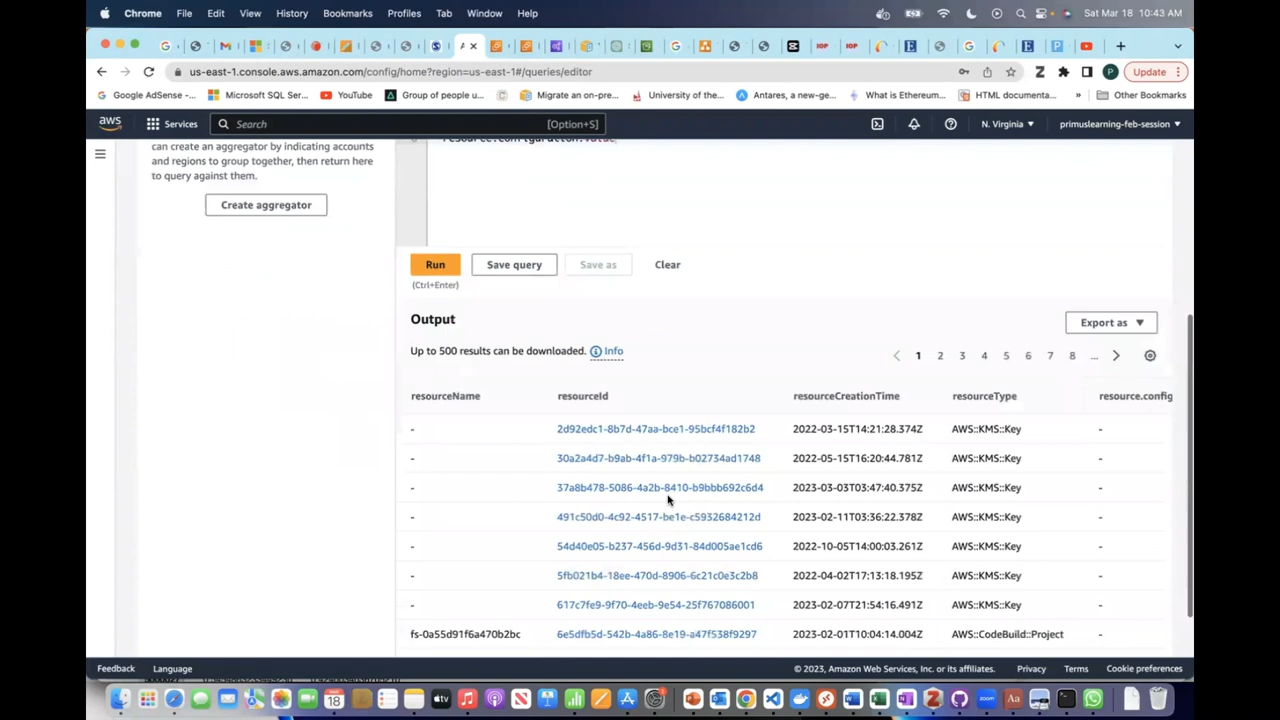 Chrome File Edit View History Bookmarks Profiles Tab Window Help Sat Mar 18 10:43 AM
us-east-1.console.aws.amazon.com/config/home?region=us-east-1#/queries/editor Update
Google AdSense -... Microsoft SQL Ser... YouTube Group of people u... Migrate an on-pre... University of the... Antares, a new-ge... What is Ethereum... HTML documenta... » Other Bookmarks
aws Services Search [Option+S] N. Virginia primuslearning-feb-session
can create an aggregator by indicating accounts
and regions to group together, then return here
to query against them.
Create aggregator
resource.configuration.value
Run Save query Save as Clear
(Ctrl+Enter)
Output Export as
Up to 500 results can be downloaded. Info 1 2 3 4 5 6 7 8 ...
resourceName resourceId resourceCreationTime resourceType resource.config
- 2d92edc1-8b7d-47aa-bce1-95bcf4f182b2 2022-03-15T14:21:28.374Z AWS::KMS::Key -
- 30a2a4d7-b9ab-4f1a-979b-b02734ad1748 2022-05-15T16:20:44.781Z AWS::KMS::Key -
- 37a8b478-5086-4a2b-8410-b9bbb692c6d4 2023-03-03T03:47:40.375Z AWS::KMS::Key -
- 491c50d0-4c92-4517-be1e-c5932684212d 2023-02-11T03:36:22.378Z AWS::KMS::Key -
- 54d40e05-b237-456d-9d31-84d005ae1cd6 2022-10-05T14:00:03.261Z AWS::KMS::Key -
- 5fb021b4-18ee-470d-8906-6c21c0e3c2b8 2022-04-02T17:13:18.195Z AWS::KMS::Key -
- 617c7fe9-9f70-4eeb-9e54-25f767086001 2023-02-07T21:54:16.491Z AWS::KMS::Key -
fs-0a55d91f6a470b2bc 6e5dfb5d-542b-4a86-8e19-a47f538f9297 2023-02-01T10:04:14.004Z AWS::CodeBuild::Project -
Feedback Language © 2023, Amazon Web Services, Inc. or its affiliates. Privacy Terms Cookie preferences